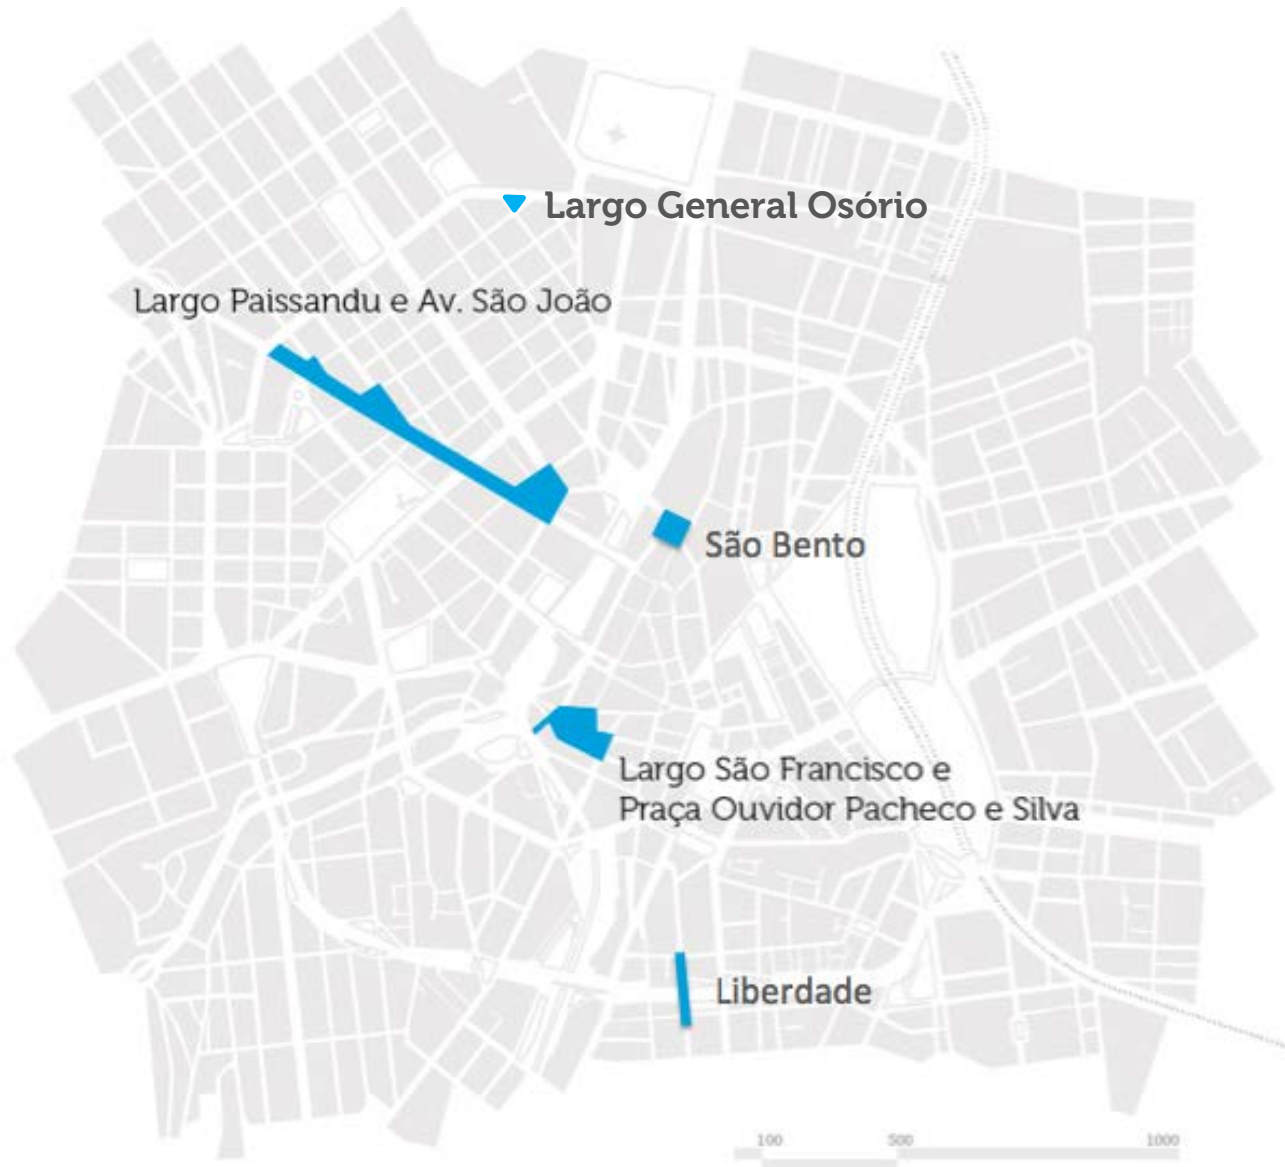 Largo General Osório
Largo Paissandu e Av. São João
São Bento
Largo São Francisco e
Praça Ouvidor Pacheco e Silva
Liberdade
100 500 1000